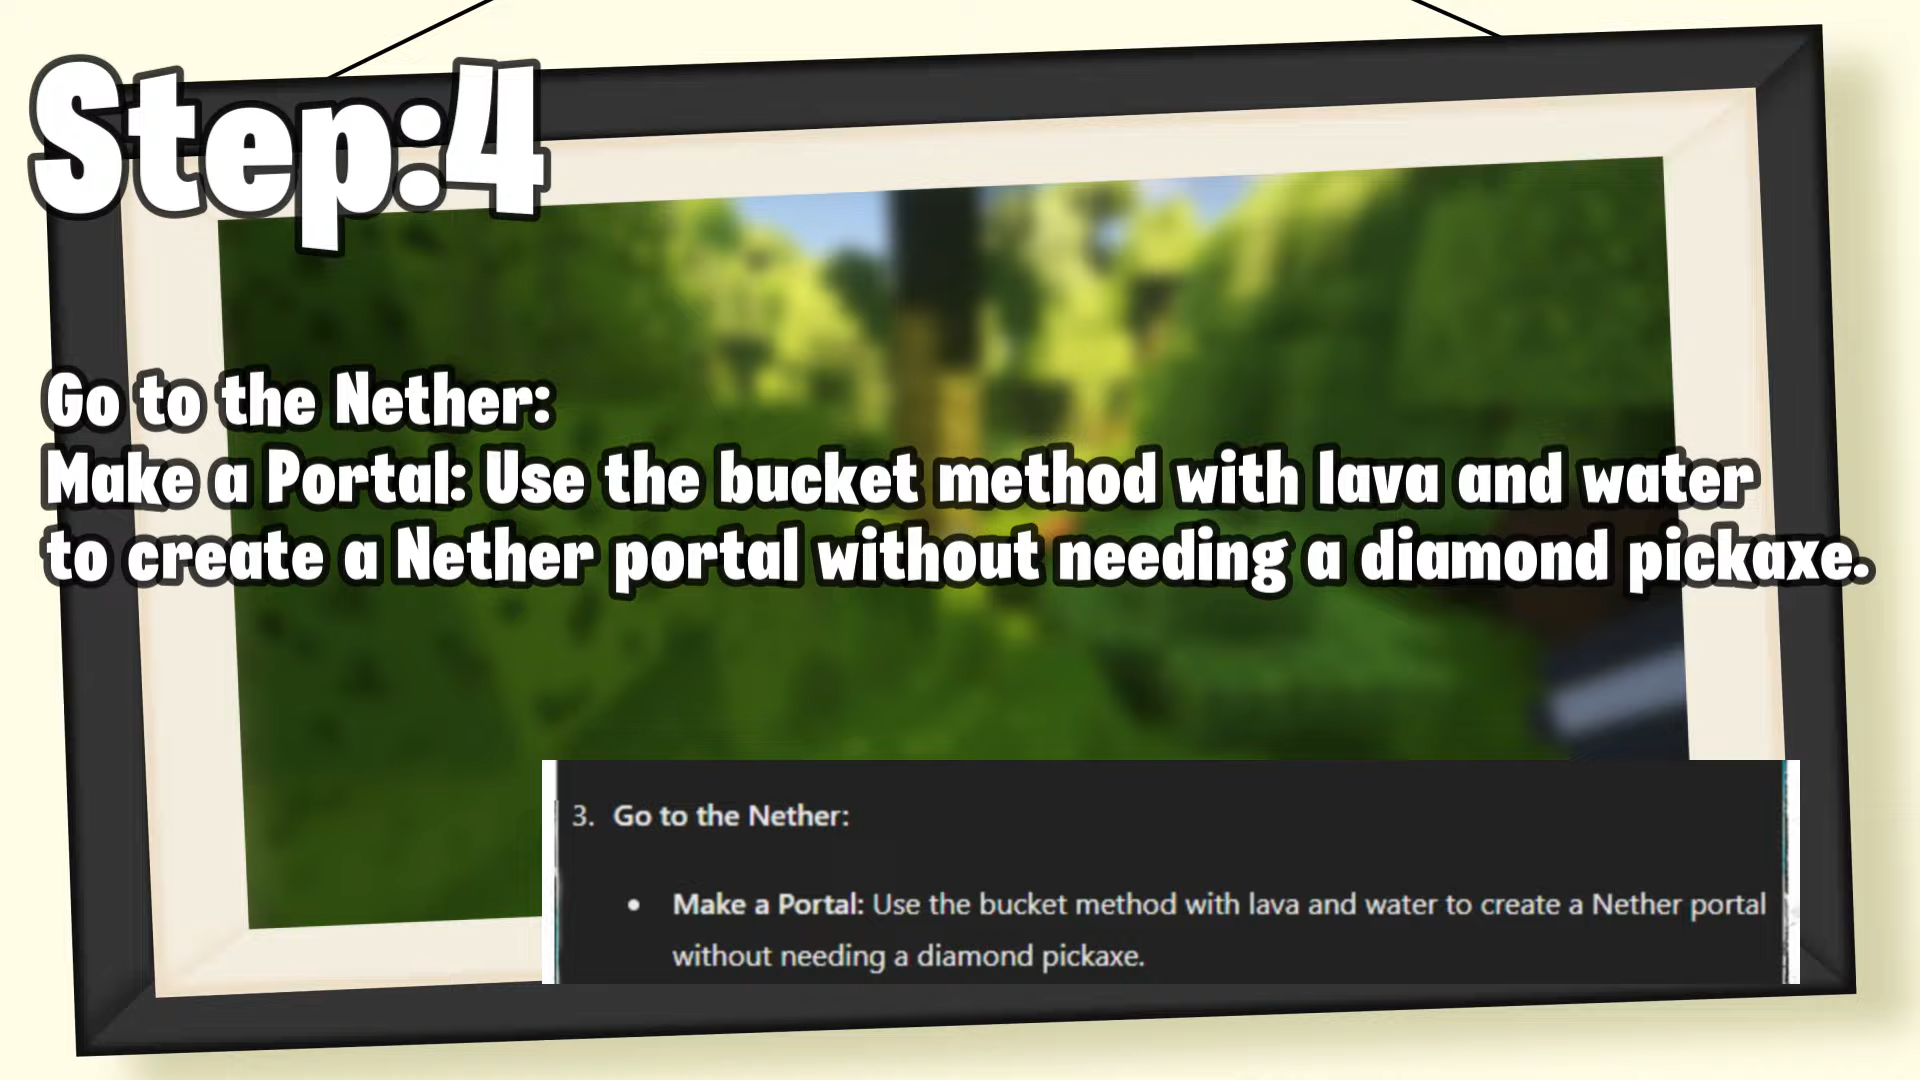 Step:4
Go to the Nether:
Make a Portal: Use the bucket method with lava and water
to create a Nether portal without needing a diamond pickaxe.
3. Go to the Nether:
• Make a Portal: Use the bucket method with lava and water to create a Nether portal
without needing a diamond pickaxe.